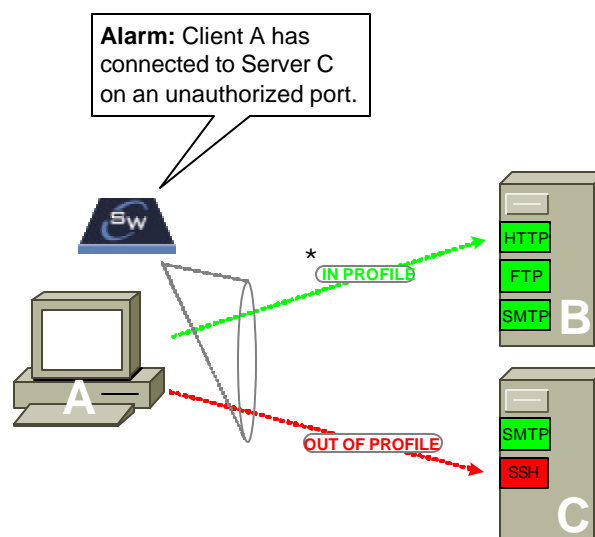 Alarm: Client A has
connected to Server C
on an unauthorized port.
SW
*
IN PROFILE
HTTP
FTP
SMTP
B
A
OUT OF PROFILE
SMTP
SSH
C